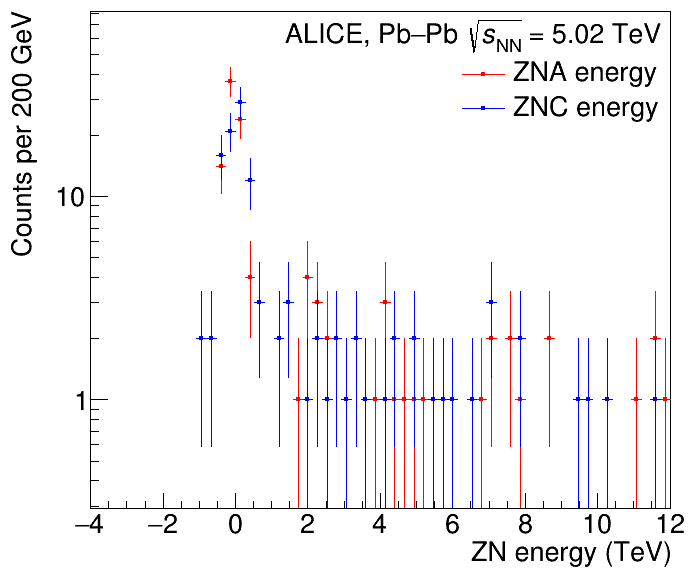 ALICE, Pb–Pb √sNN = 5.02 TeV
ZNA energy
ZNC energy
Counts per 200 GeV
10
1
−4 −2 0 2 4 6 8 10 12
ZN energy (TeV)